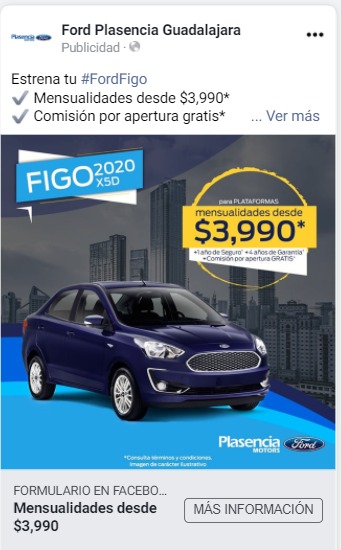 Plasencia Ford
Ford Plasencia Guadalajara
Publicidad ·
Estrena tu #FordFigo
✔ Mensualidades desde $3,990*
✔ Comisión por apertura gratis* ... Ver más
FIGO 2020
X5D
para PLATAFORMAS
mensualidades desde
$3,990*
+1 año de Seguro* +4 años de Garantía*
+Comisión por apertura GRATIS*
Plasencia
MOTORS
Ford
*Consulta términos y condiciones.
Imagen de carácter ilustrativo.
FORMULARIO EN FACEBO...
Mensualidades desde
$3,990
MÁS INFORMACIÓN